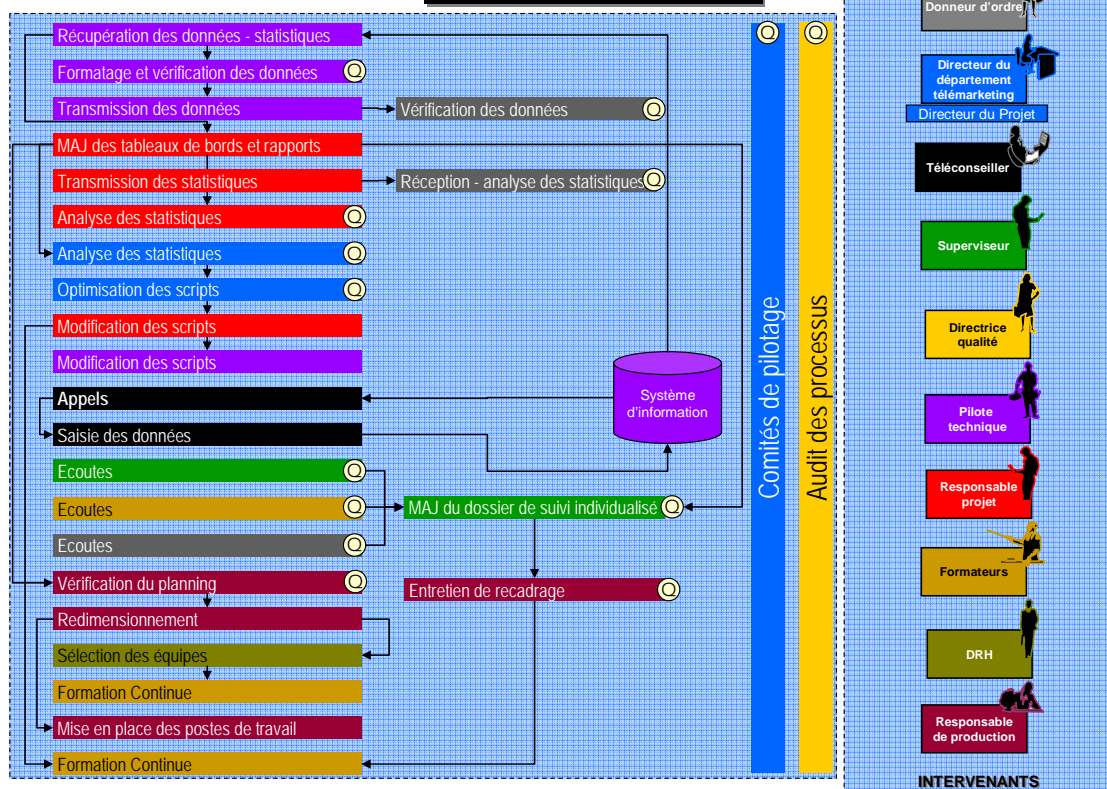 Récupération des données - statistiques
Q
Q
Formatage et vérification des données
Q
Transmission des données
Vérification des données
Q
MAJ des tableaux de bords et rapports
Transmission des statistiques
Réception - analyse des statistiques
Q
Analyse des statistiques
Q
Analyse des statistiques
Q
Optimisation des scripts
Q
Modification des scripts
Modification des scripts
Système
d'information
Appels
Saisie des données
Ecoutes
Q
Ecoutes
Q
MAJ du dossier de suivi individualisé
Q
Ecoutes
Q
Vérification du planning
Q
Entretien de recadrage
Q
Redimensionnement
Sélection des équipes
Formation Continue
Mise en place des postes de travail
Formation Continue
Comités de pilotage
Audit des processus
Donneur d'ordre
Directeur du
département
télémarketing
Directeur du Projet
Téléconseiller
Superviseur
Directrice
qualité
Pilote
technique
Responsable
projet
Formateurs
DRH
Responsable
de production
INTERVENANTS